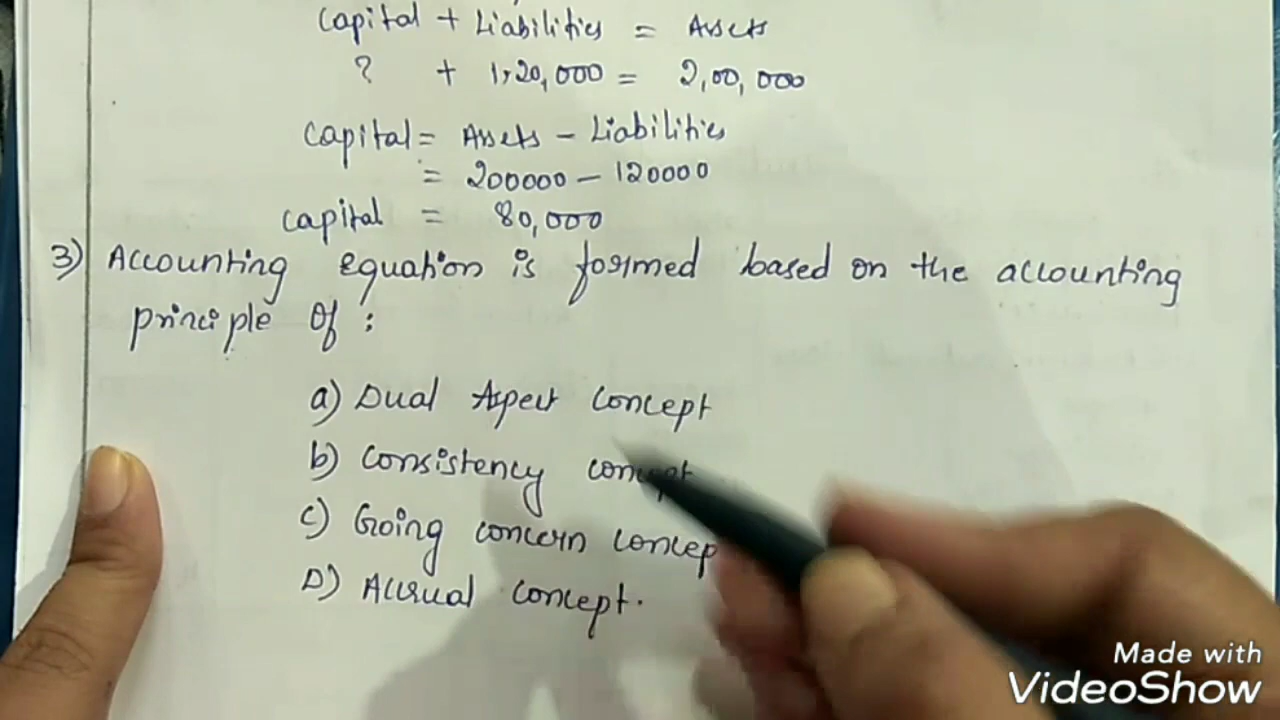 Capital + Liabilities = Assets
? + 1,20,000 = 2,00,000
Capital = Assets - Liabilities
= 200000 - 120000
Capital = 80,000
3) Accounting Equation is formed based on the accounting
principle of :
a) Dual Aspect Concept
b) Consistency concept
c) Going concern concep
D) Accrual concept.
Made with
VideoShow